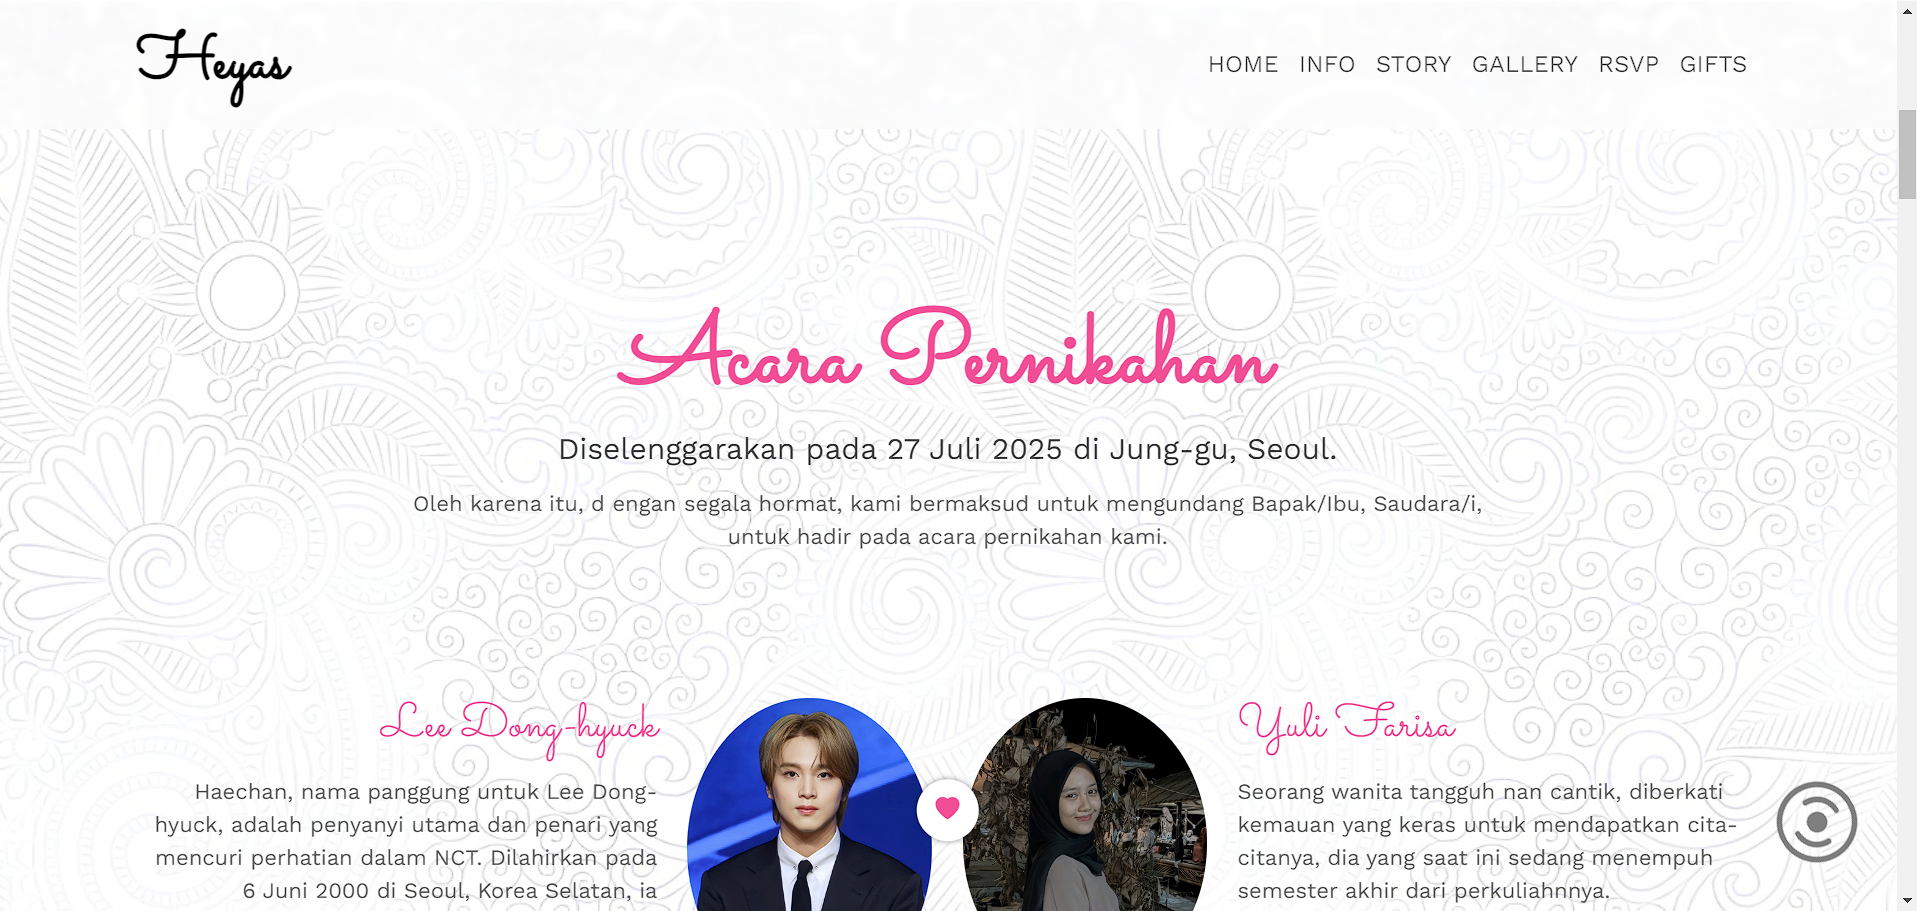 Heyas
HOME INFO STORY GALLERY RSVP GIFTS
Acara Pernikahan
Diselenggarakan pada 27 Juli 2025 di Jung-gu, Seoul.
Oleh karena itu, d engan segala hormat, kami bermaksud untuk mengundang Bapak/Ibu, Saudara/i,
untuk hadir pada acara pernikahan kami.
Lee Dong-hyuck
Haechan, nama panggung untuk Lee Dong-
hyuck, adalah penyanyi utama dan penari yang
mencuri perhatian dalam NCT. Dilahirkan pada
6 Juni 2000 di Seoul, Korea Selatan, ia
Yuli Farisa
Seorang wanita tangguh nan cantik, diberkati
kemauan yang keras untuk mendapatkan cita-
citanya, dia yang saat ini sedang menempuh
semester akhir dari perkuliahnnya.